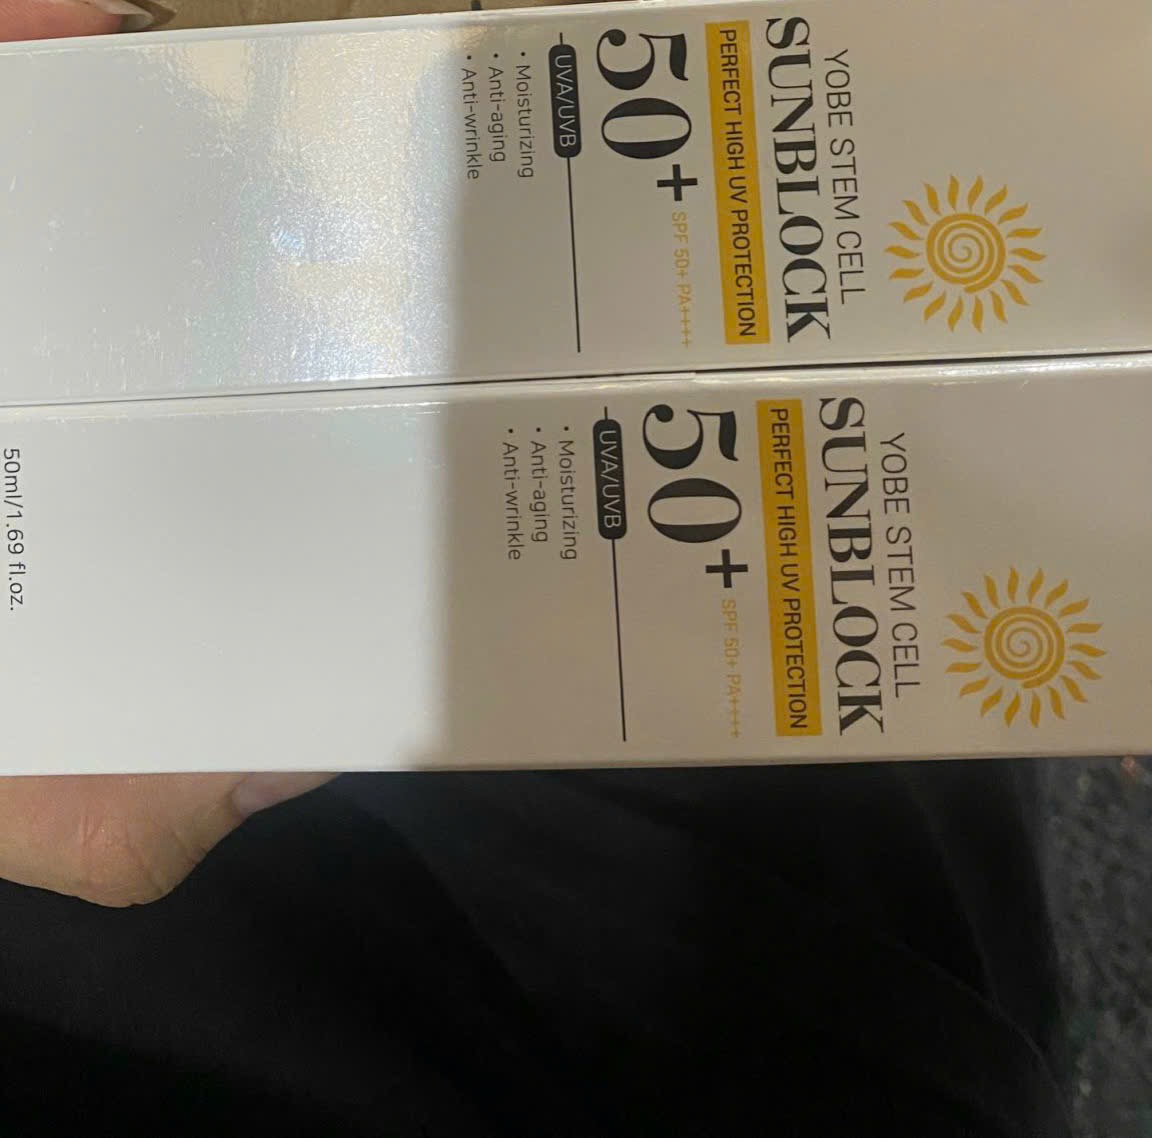 YOBE STEM CELL
SUNBLOCK
PERFECT HIGH UV PROTECTION
50+ SPF 50+ PA++++
UVA/UVB
• Moisturizing
• Anti-aging
• Anti-wrinkle
YOBE STEM CELL
SUNBLOCK
PERFECT HIGH UV PROTECTION
50+ SPF 50+ PA++++
UVA/UVB
• Moisturizing
• Anti-aging
• Anti-wrinkle
50ml/1.69 fl.oz.